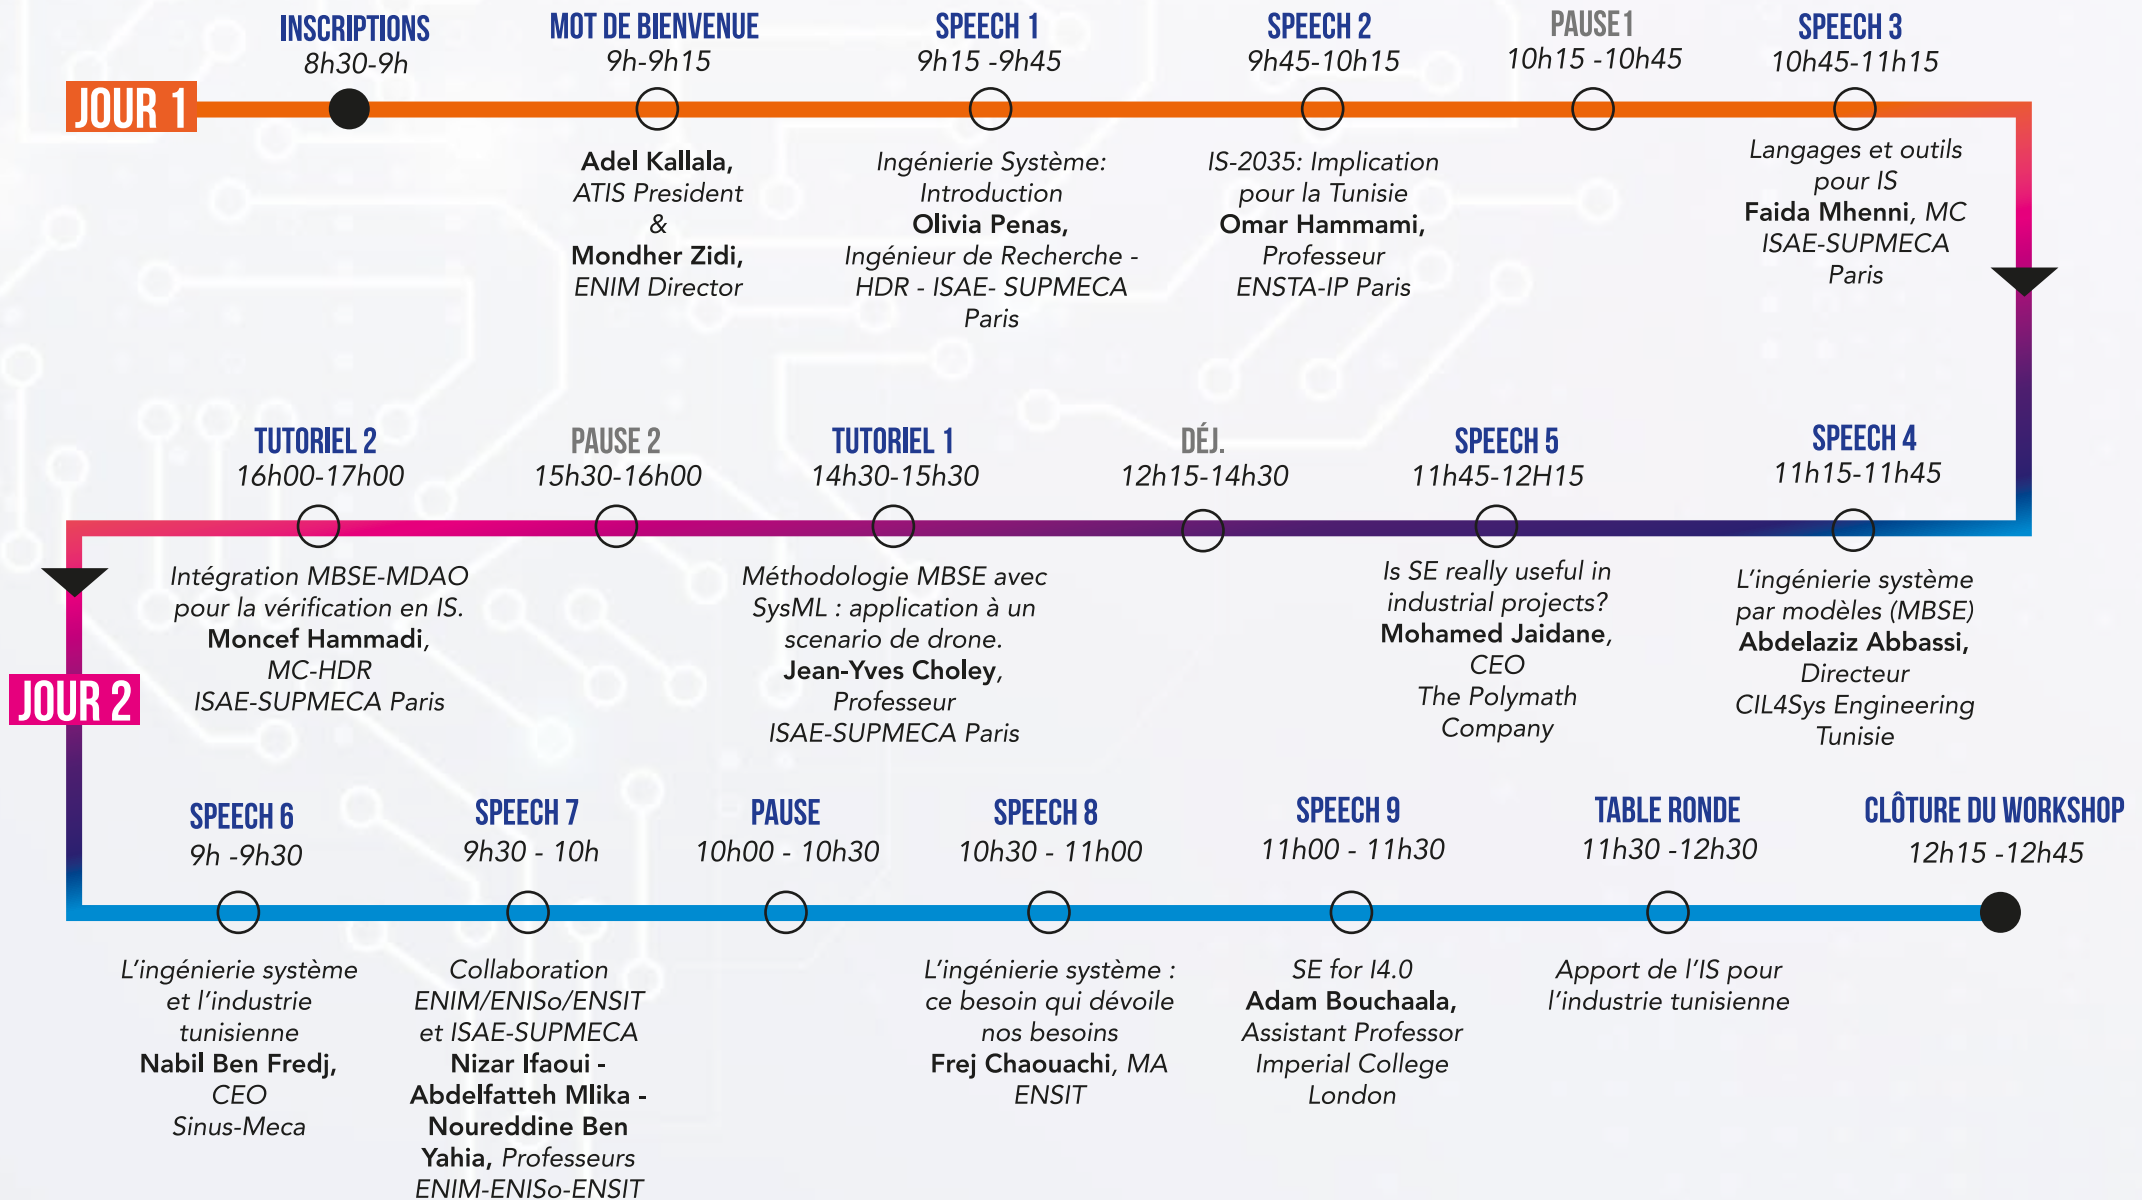 JOUR 1
INSCRIPTIONS
8h30-9h
MOT DE BIENVENUE
9h-9h15
Adel Kallala,
ATIS President
&
Mondher Zidi,
ENIM Director
SPEECH 1
9h15 -9h45
Ingénierie Système:
Introduction
Olivia Penas,
Ingénieur de Recherche -
HDR - ISAE- SUPMECA
Paris
SPEECH 2
9h45-10h15
IS-2035: Implication
pour la Tunisie
Omar Hammami,
Professeur
ENSTA-IP Paris
PAUSE1
10h15 -10h45
SPEECH 3
10h45-11h15
Langages et outils
pour IS
Faida Mhenni, MC
ISAE-SUPMECA
Paris
SPEECH 4
11h15-11h45
L'ingénierie système
par modèles (MBSE)
Abdelaziz Abbassi,
Directeur
CIL4Sys Engineering
Tunisie
SPEECH 5
11h45-12H15
Is SE really useful in
industrial projects?
Mohamed Jaidane,
CEO
The Polymath
Company
DÉJ.
12h15-14h30
TUTORIEL 1
14h30-15h30
Méthodologie MBSE avec
SysML : application à un
scenario de drone.
Jean-Yves Choley,
Professeur
ISAE-SUPMECA Paris
PAUSE 2
15h30-16h00
TUTORIEL 2
16h00-17h00
Intégration MBSE-MDAO
pour la vérification en IS.
Moncef Hammadi,
MC-HDR
ISAE-SUPMECA Paris
JOUR 2
SPEECH 6
9h -9h30
L'ingénierie système
et l'industrie
tunisienne
Nabil Ben Fredj,
CEO
Sinus-Meca
SPEECH 7
9h30 - 10h
Collaboration
ENIM/ENISo/ENSIT
et ISAE-SUPMECA
Nizar Ifaoui -
Abdelfatteh Mlika -
Noureddine Ben
Yahia, Professeurs
ENIM-ENISo-ENSIT
PAUSE
10h00 - 10h30
SPEECH 8
10h30 - 11h00
L'ingénierie système :
ce besoin qui dévoile
nos besoins
Frej Chaouachi, MA
ENSIT
SPEECH 9
11h00 - 11h30
SE for I4.0
Adam Bouchaala,
Assistant Professor
Imperial College
London
TABLE RONDE
11h30 -12h30
Apport de l'IS pour
l'industrie tunisienne
CLÔTURE DU WORKSHOP
12h15 -12h45